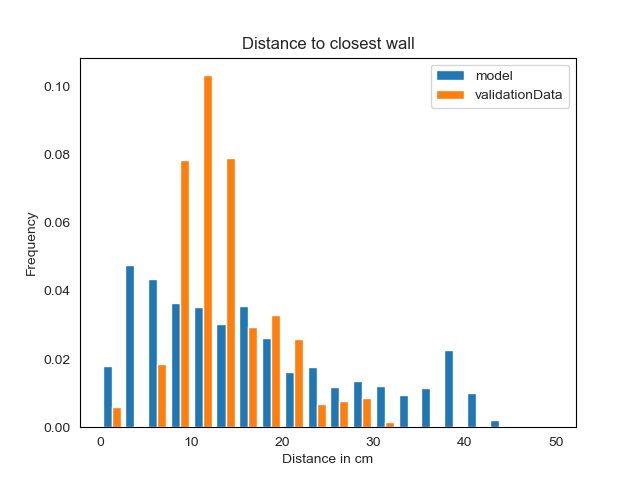 Distance to closest wall
model
validationData
Frequency
0.10
0.08
0.06
0.04
0.02
0.00
0 10 20 30 40 50
Distance in cm